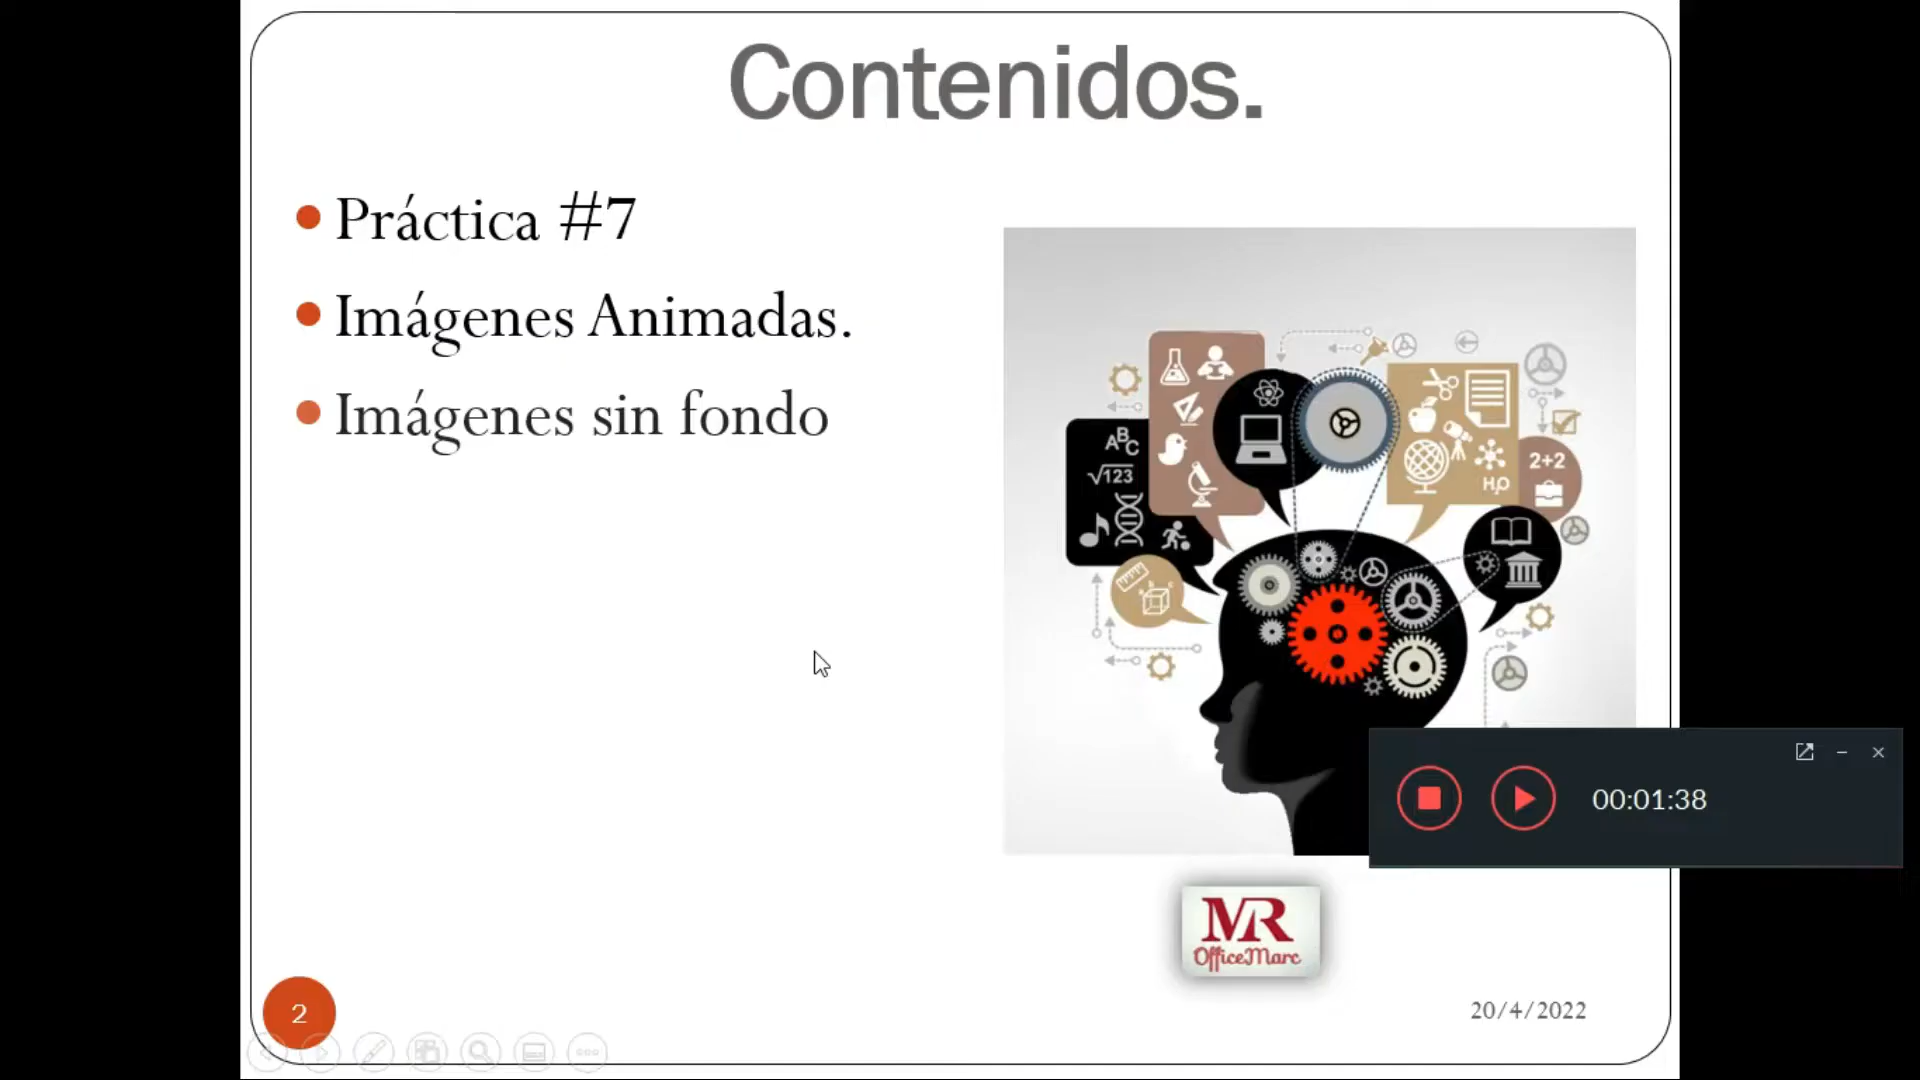 Contenidos.
Práctica #7
Imágenes Animadas.
Imágenes sin fondo
ABC
√123
2+2
H₂O
00:01:38
MR
OfficeMarc
2
20/4/2022